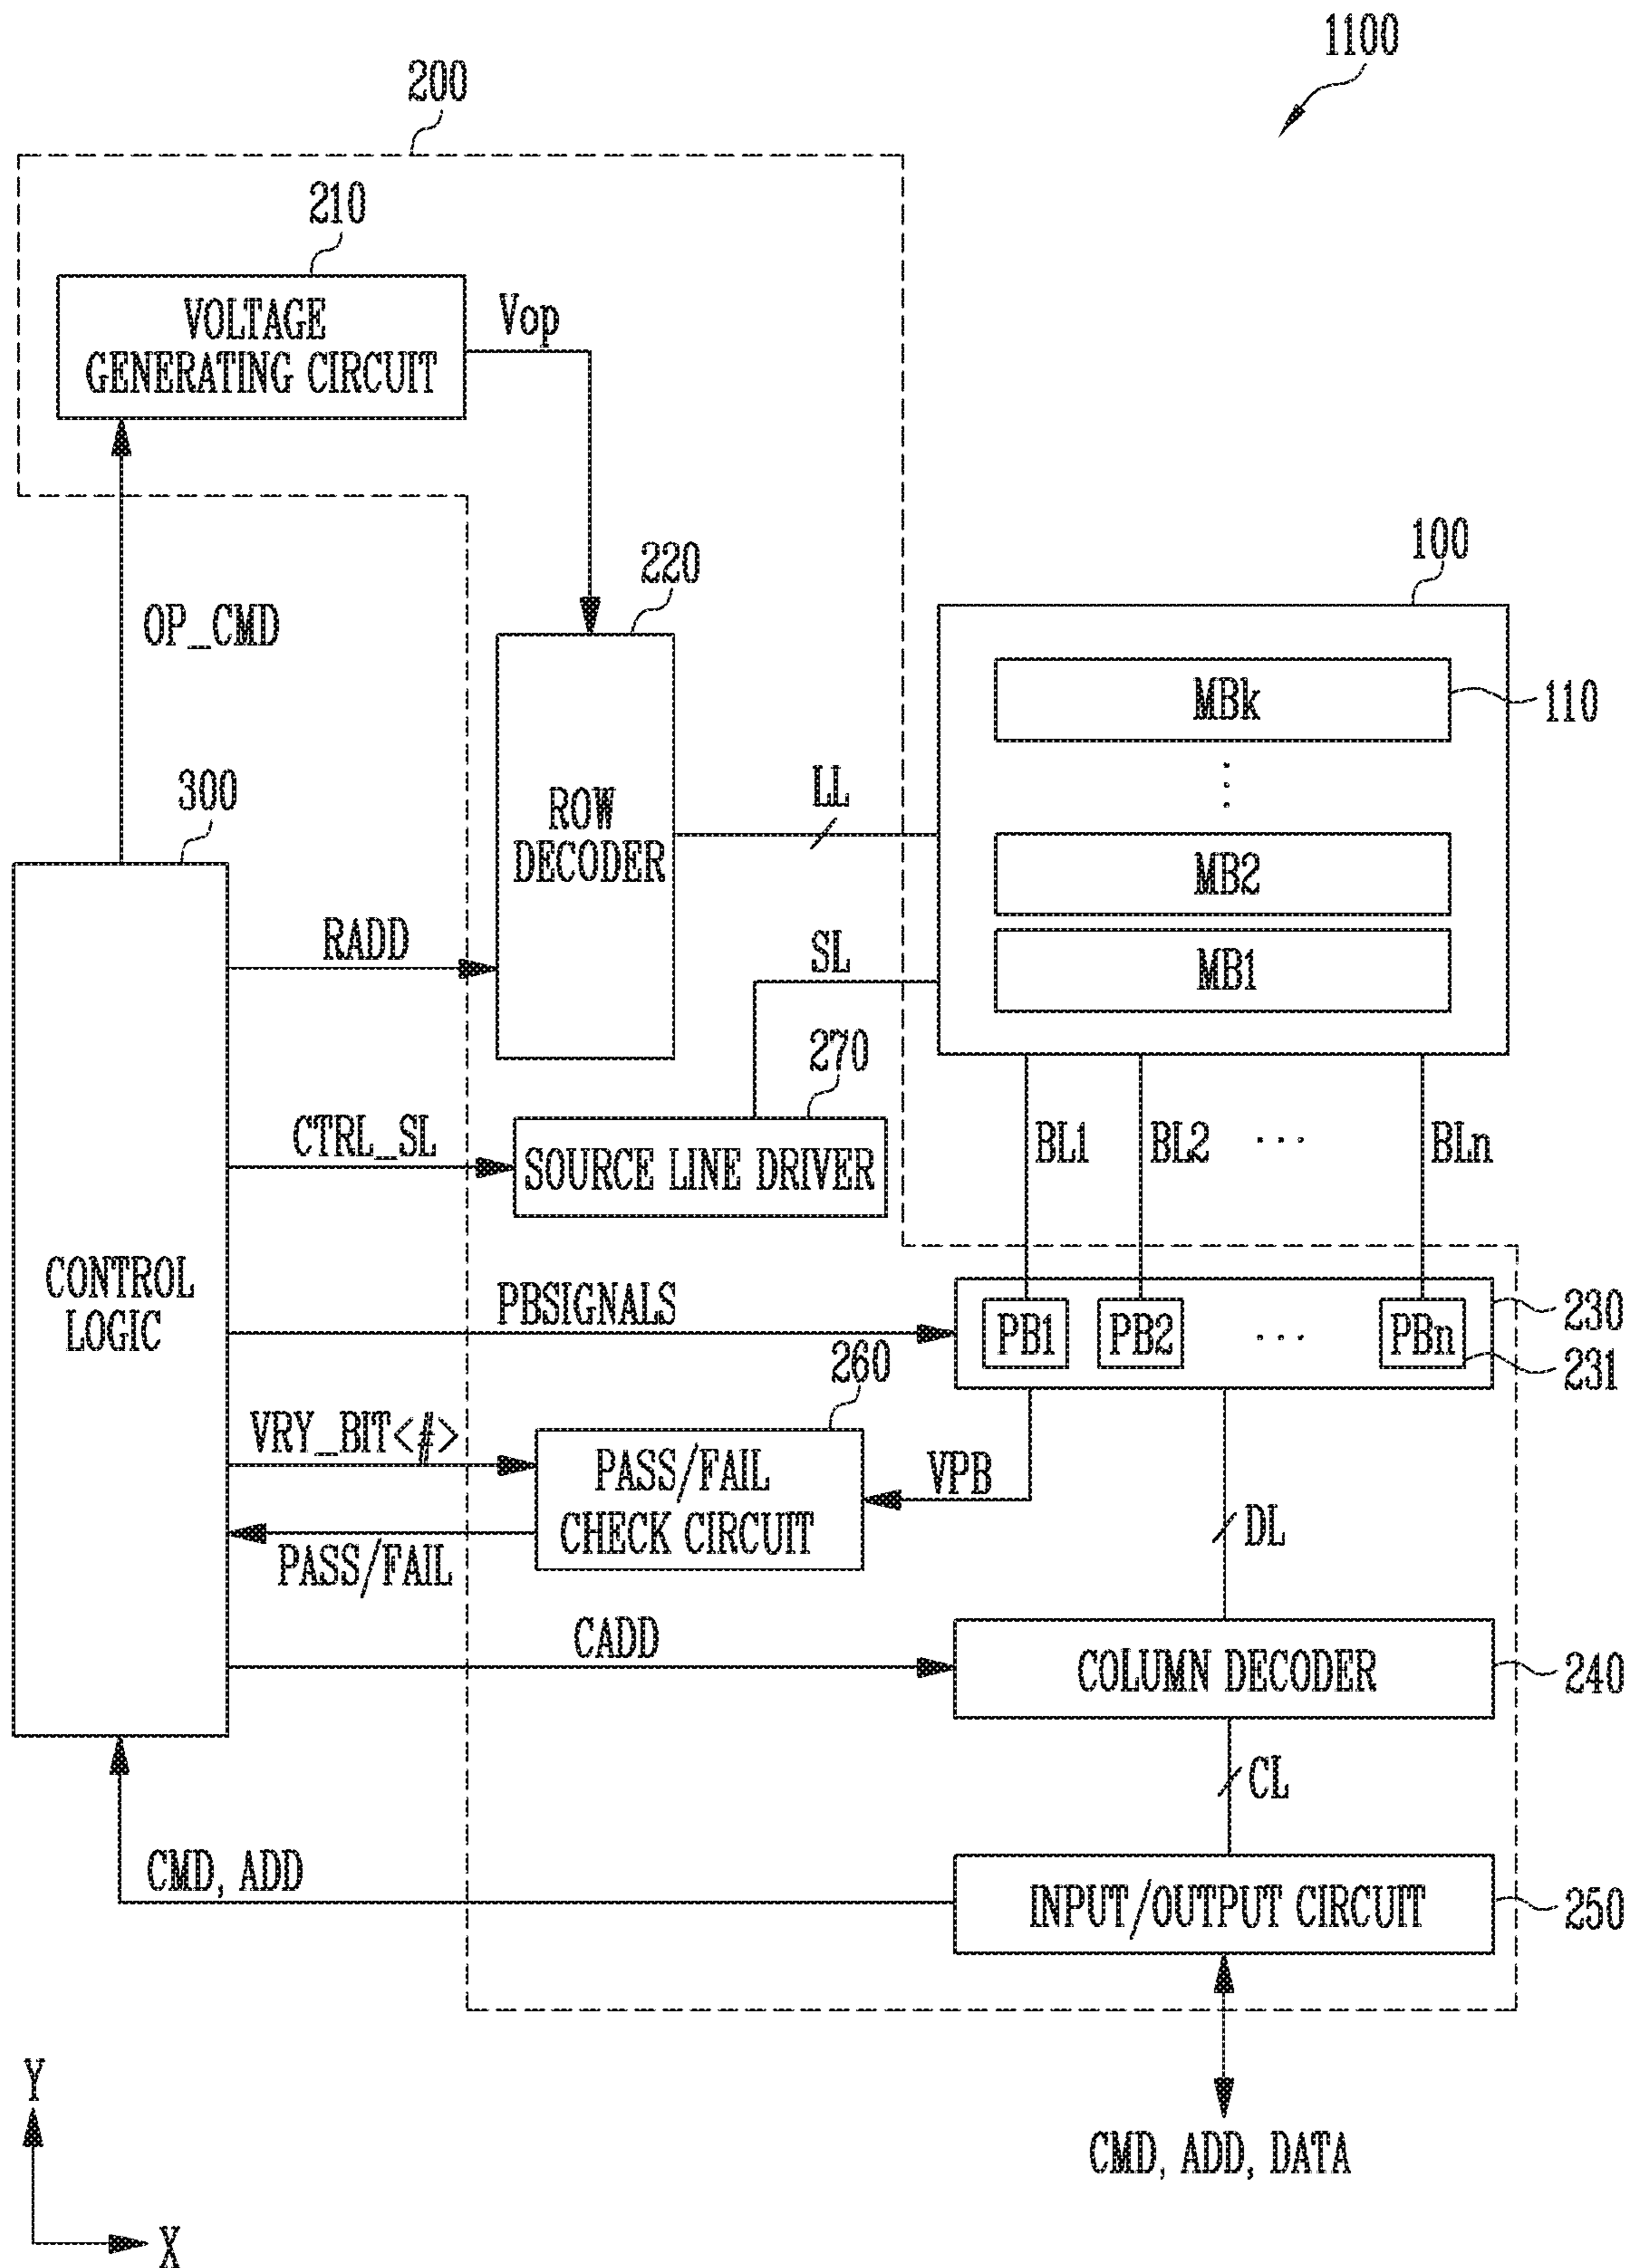 1100
200
210
VOLTAGE
GENERATING CIRCUIT
Vop
220
100
OP_CMD
MBk
110
300
ROW
DECODER
LL
MB2
RADD
SL
MB1
270
CTRL_SL
SOURCE LINE DRIVER
BL1
BL2
...
BLn
CONTROL
LOGIC
PBSIGNALS
PB1
PB2
...
PBn
230
231
260
VRY_BIT<#>
PASS/FAIL
CHECK CIRCUIT
VPB
DL
PASS/FAIL
CADD
COLUMN DECODER
240
CL
CMD, ADD
INPUT/OUTPUT CIRCUIT
250
Y
X
CMD, ADD, DATA